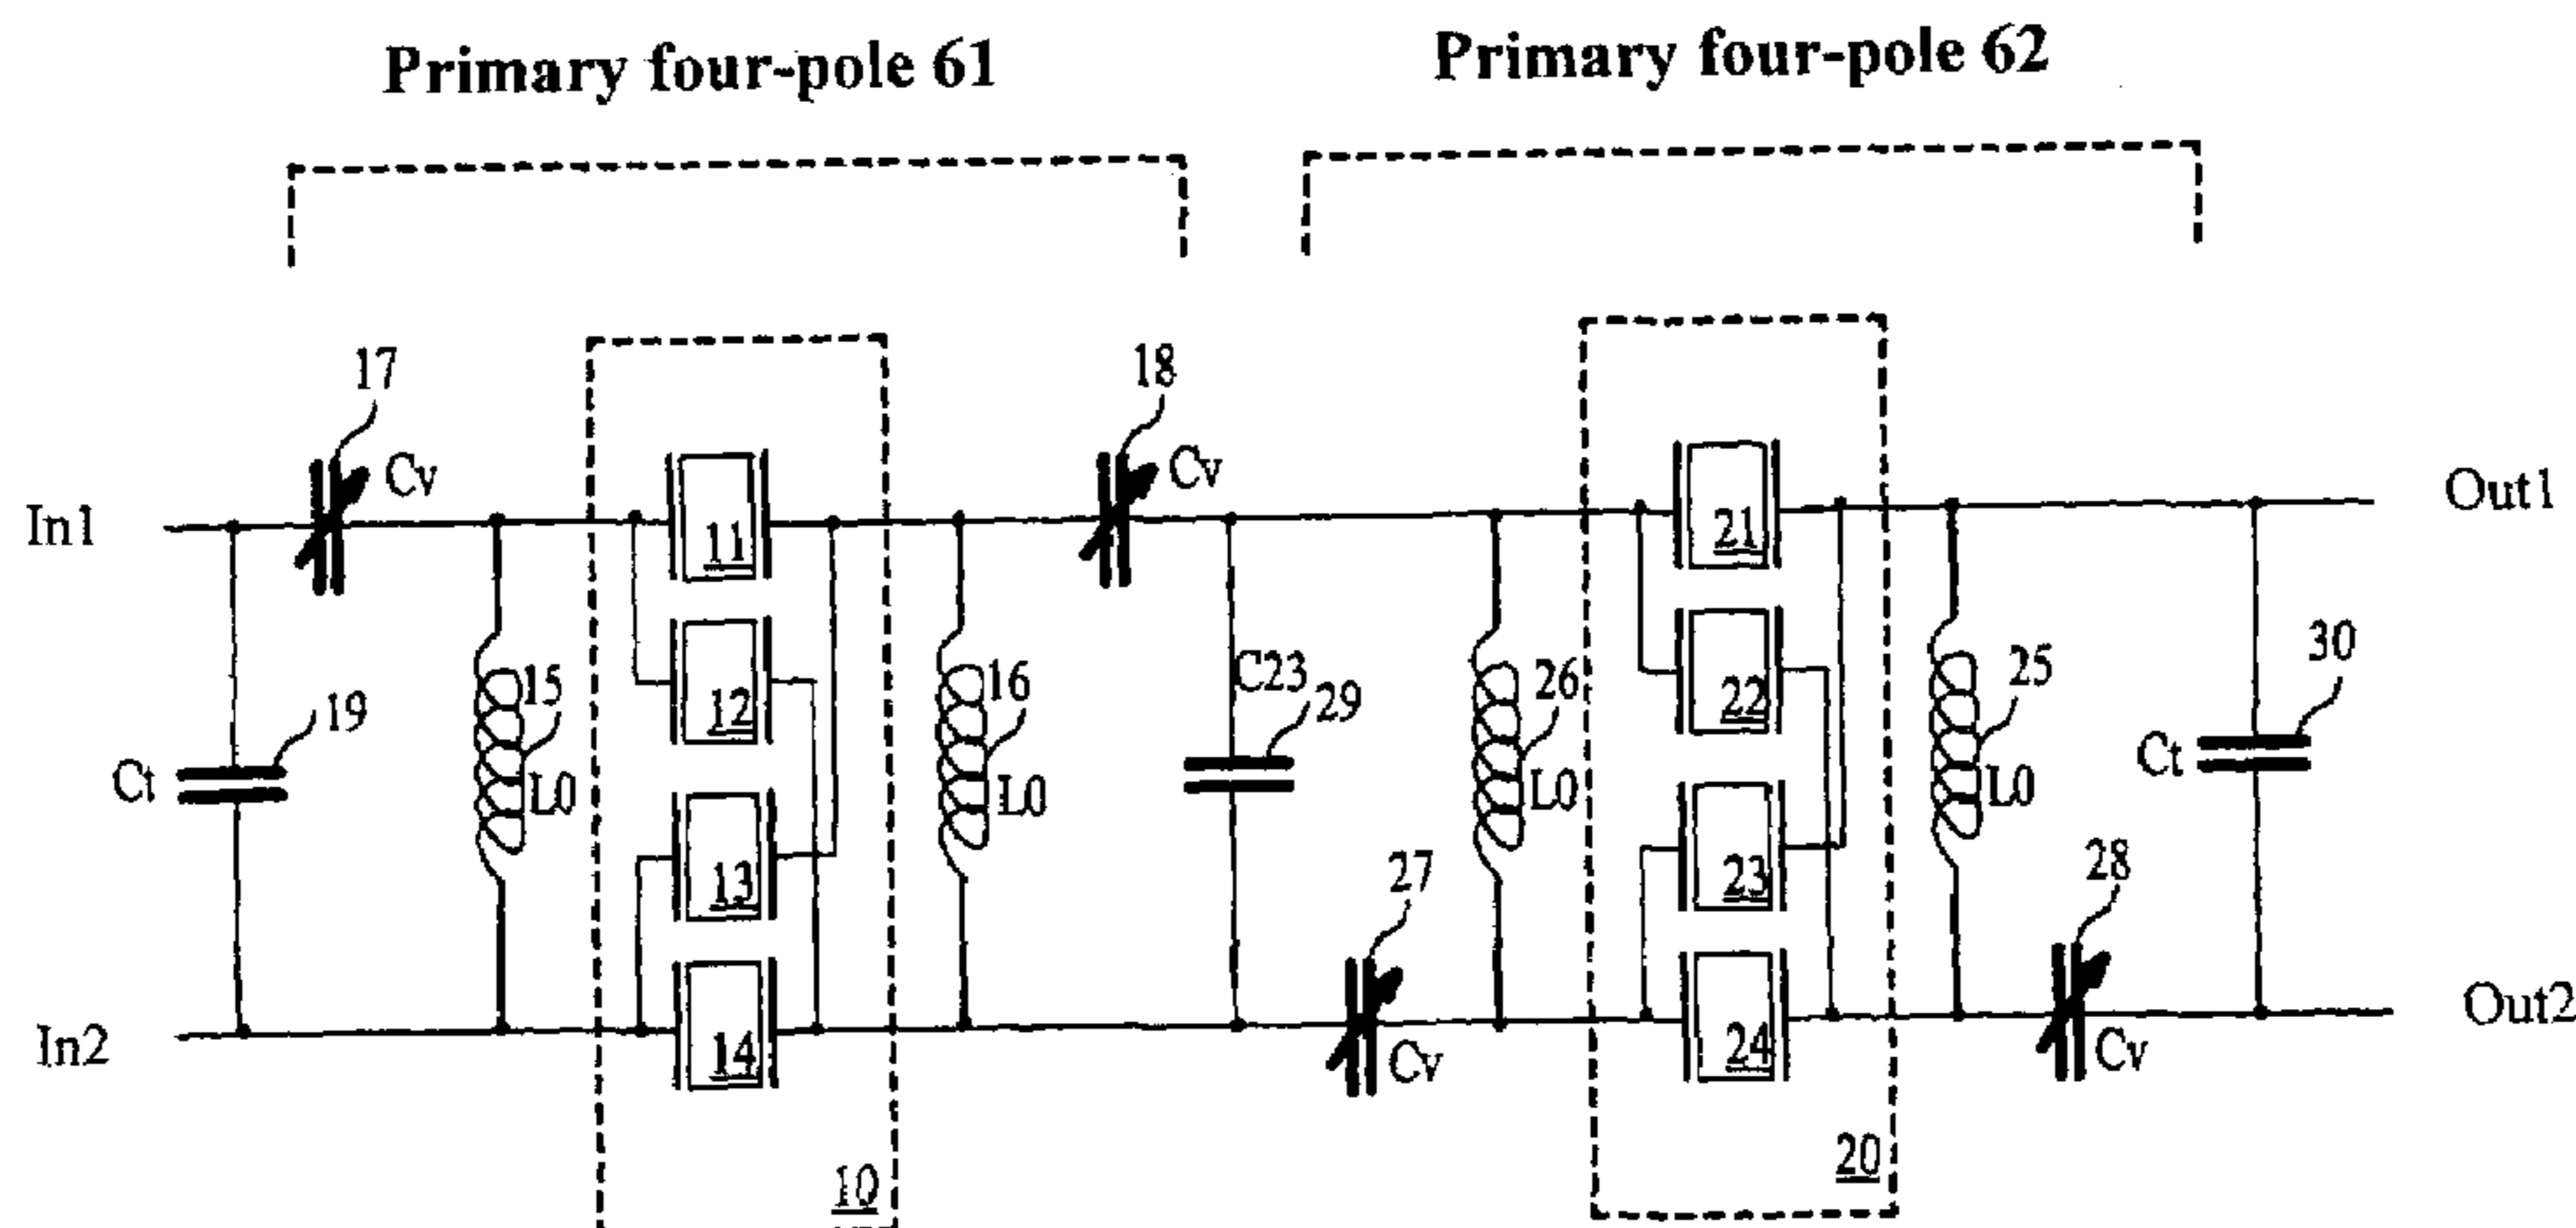 Primary four-pole 61
Primary four-pole 62
17
Cv
18
Cv
In1
11
21
Out1
12
22
15
L0
16
L0
C23
29
26
L0
25
L0
30
Ct
19
Ct
13
23
27
Cv
28
Cv
In2
14
24
Out2
10
20